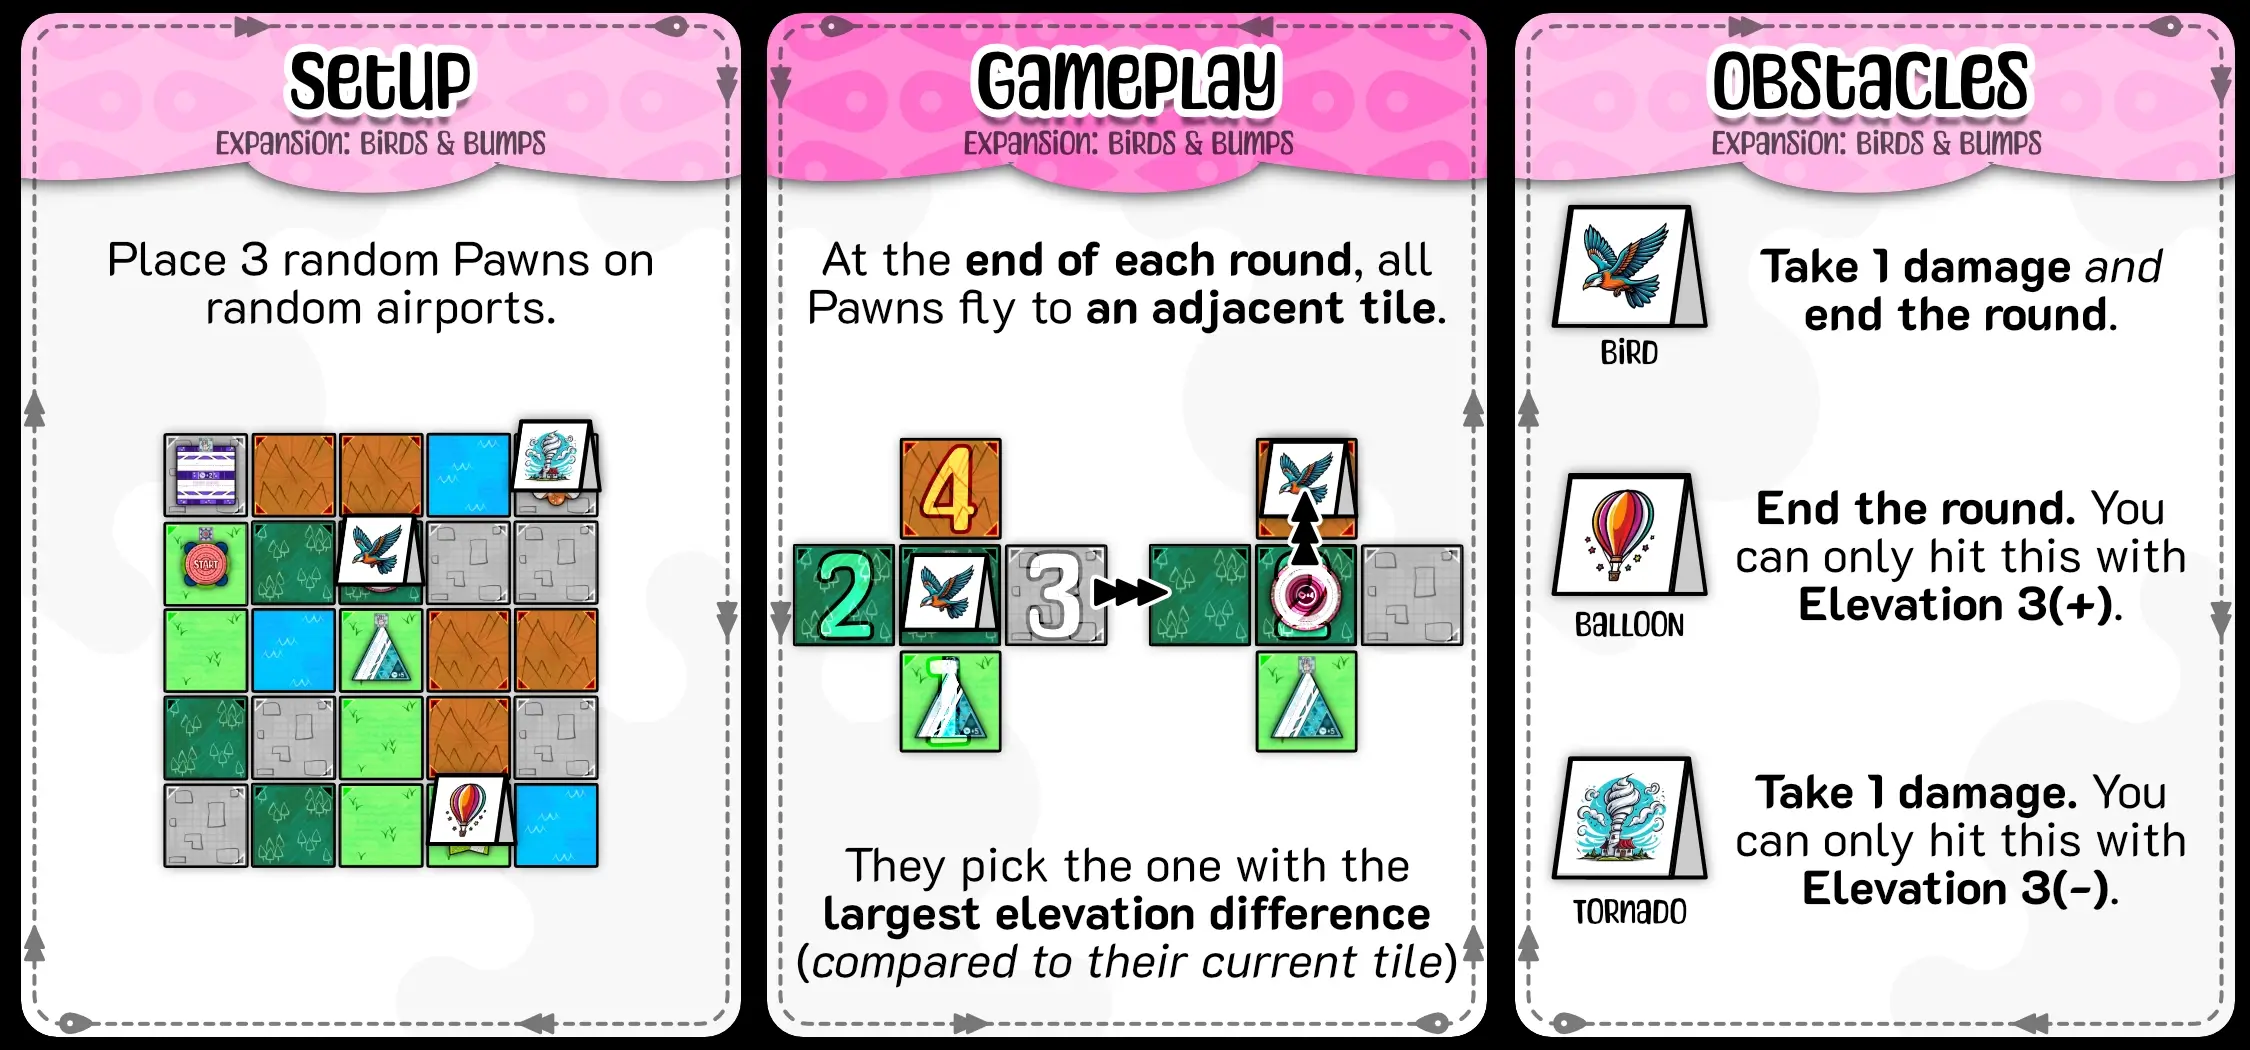 Setup
Expansion: Birds & Bumps
Place 3 random Pawns on
random airports.
START
Gameplay
Expansion: Birds & Bumps
At the end of each round, all
Pawns fly to an adjacent tile.
4
2
3
1
They pick the one with the
largest elevation difference
(compared to their current tile)
Obstacles
Expansion: Birds & Bumps
Take 1 damage and
end the round.
Bird
End the round. You
can only hit this with
Elevation 3(+).
Balloon
Take 1 damage. You
can only hit this with
Elevation 3(-).
Tornado